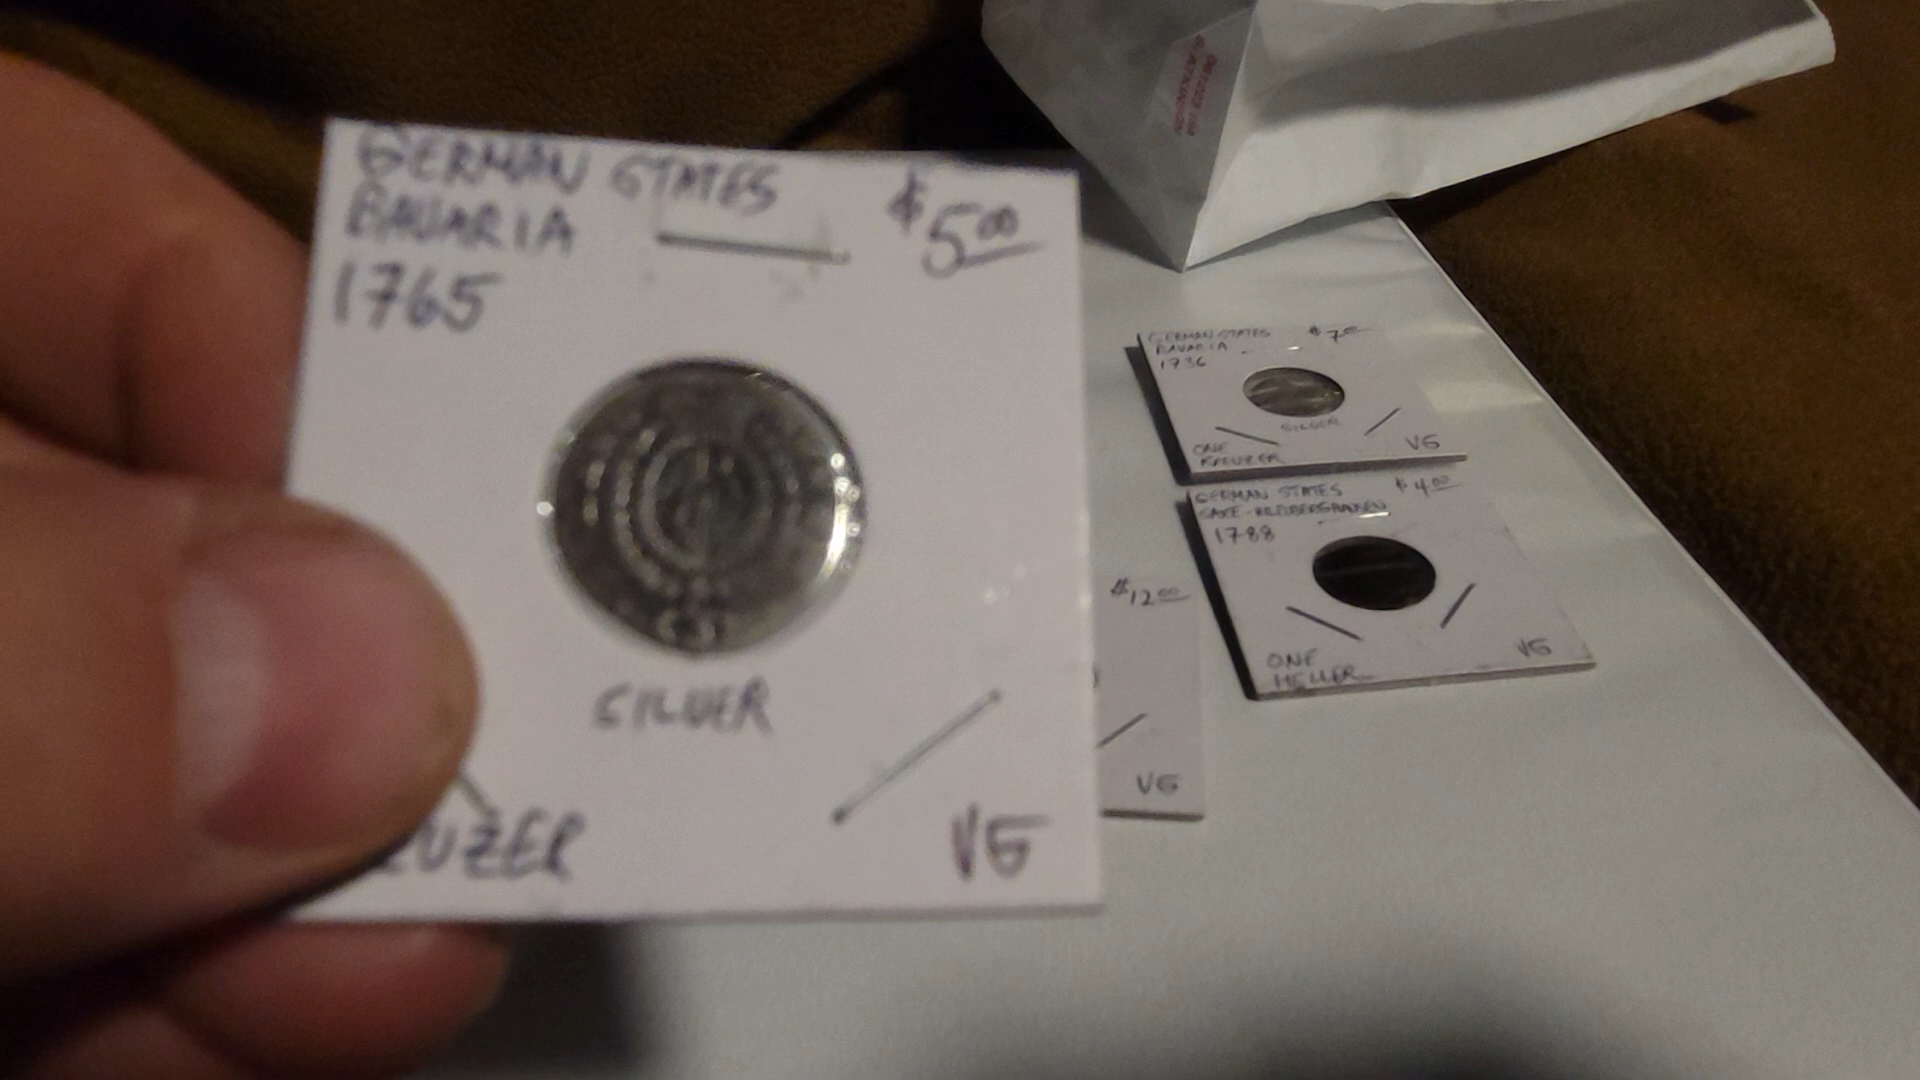 GERMAN STATES
BAVARIA
1765
$5.00
SILVER
UZER
VG
GERMAN STATES
BAVARIA
1736
$7.00
SILVER
ONE
KREUZER
VG
GERMAN STATES
1788
$4.00
ONE
HELLER
VG
$12.00
VG